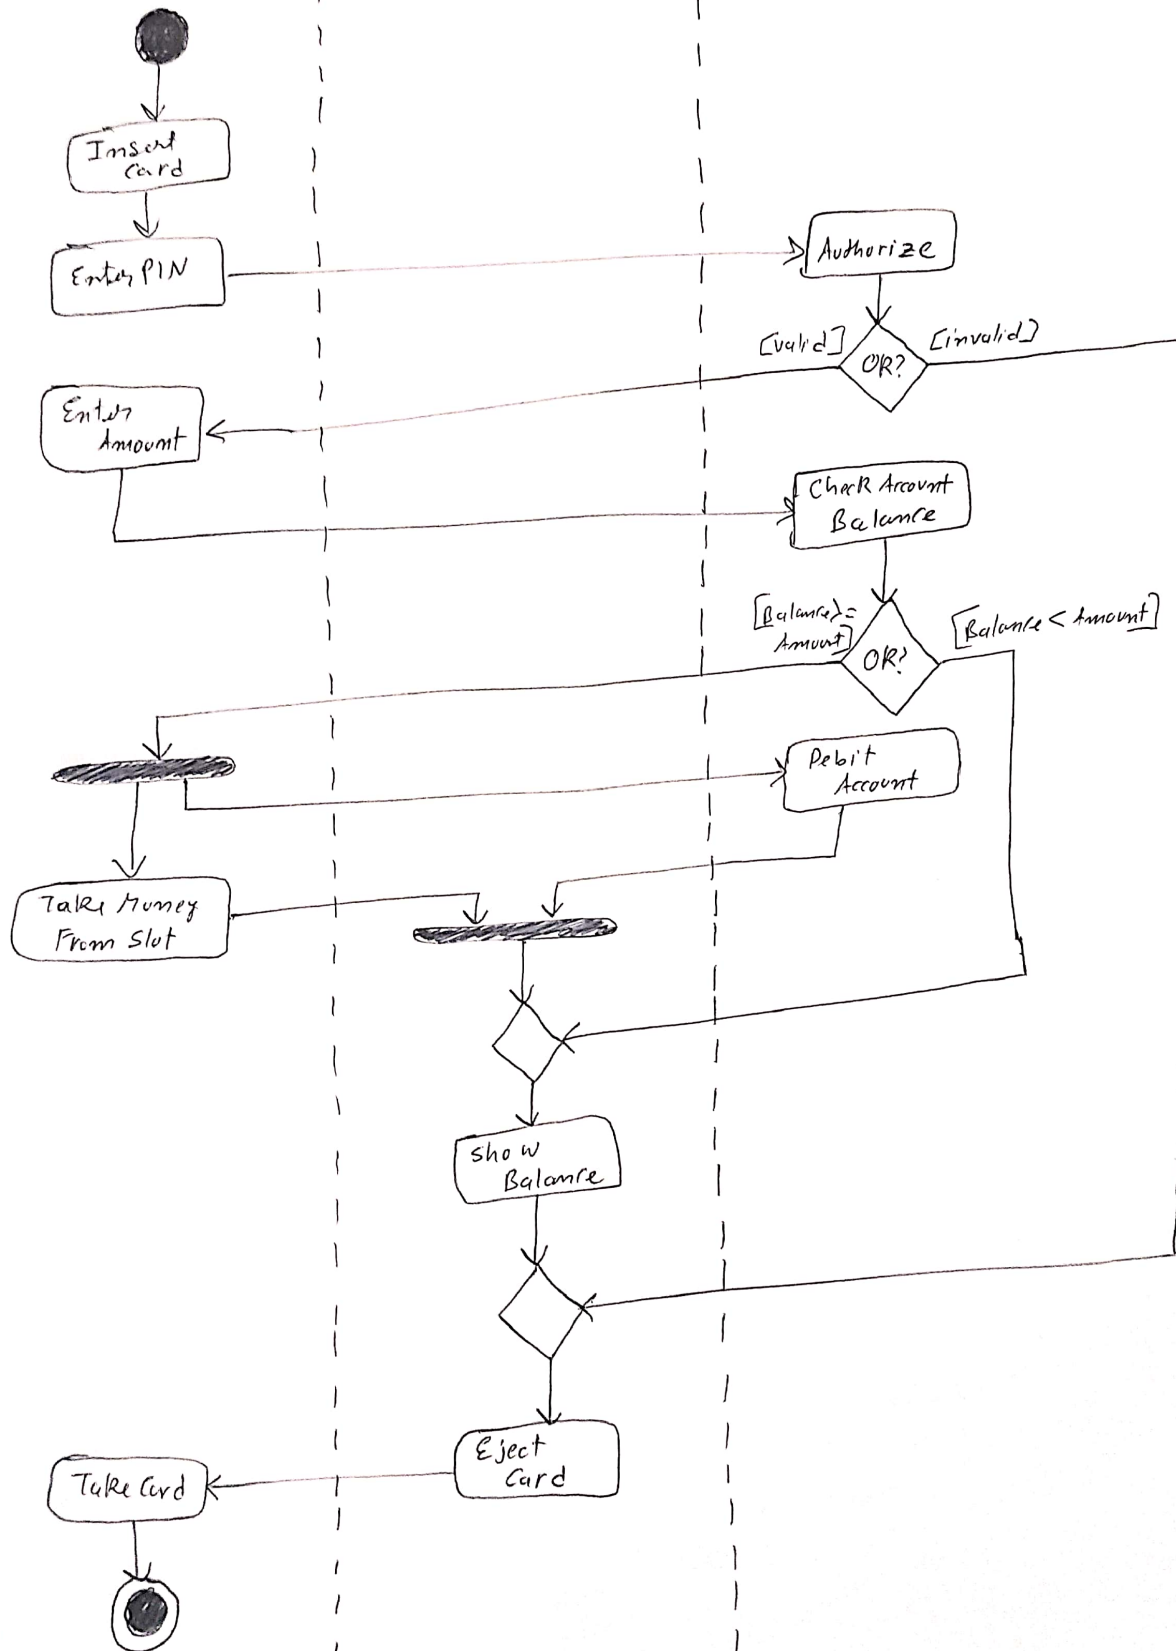 Insert
Card
Enter PIN
Authorize
[valid]
[invalid]
OR?
Enter
Amount
Check Account
Balance
[Balance>=
Amount]
[Balance < Amount]
OR?
Debit
Account
Take Money
From Slot
Show
Balance
Eject
Card
Take Card